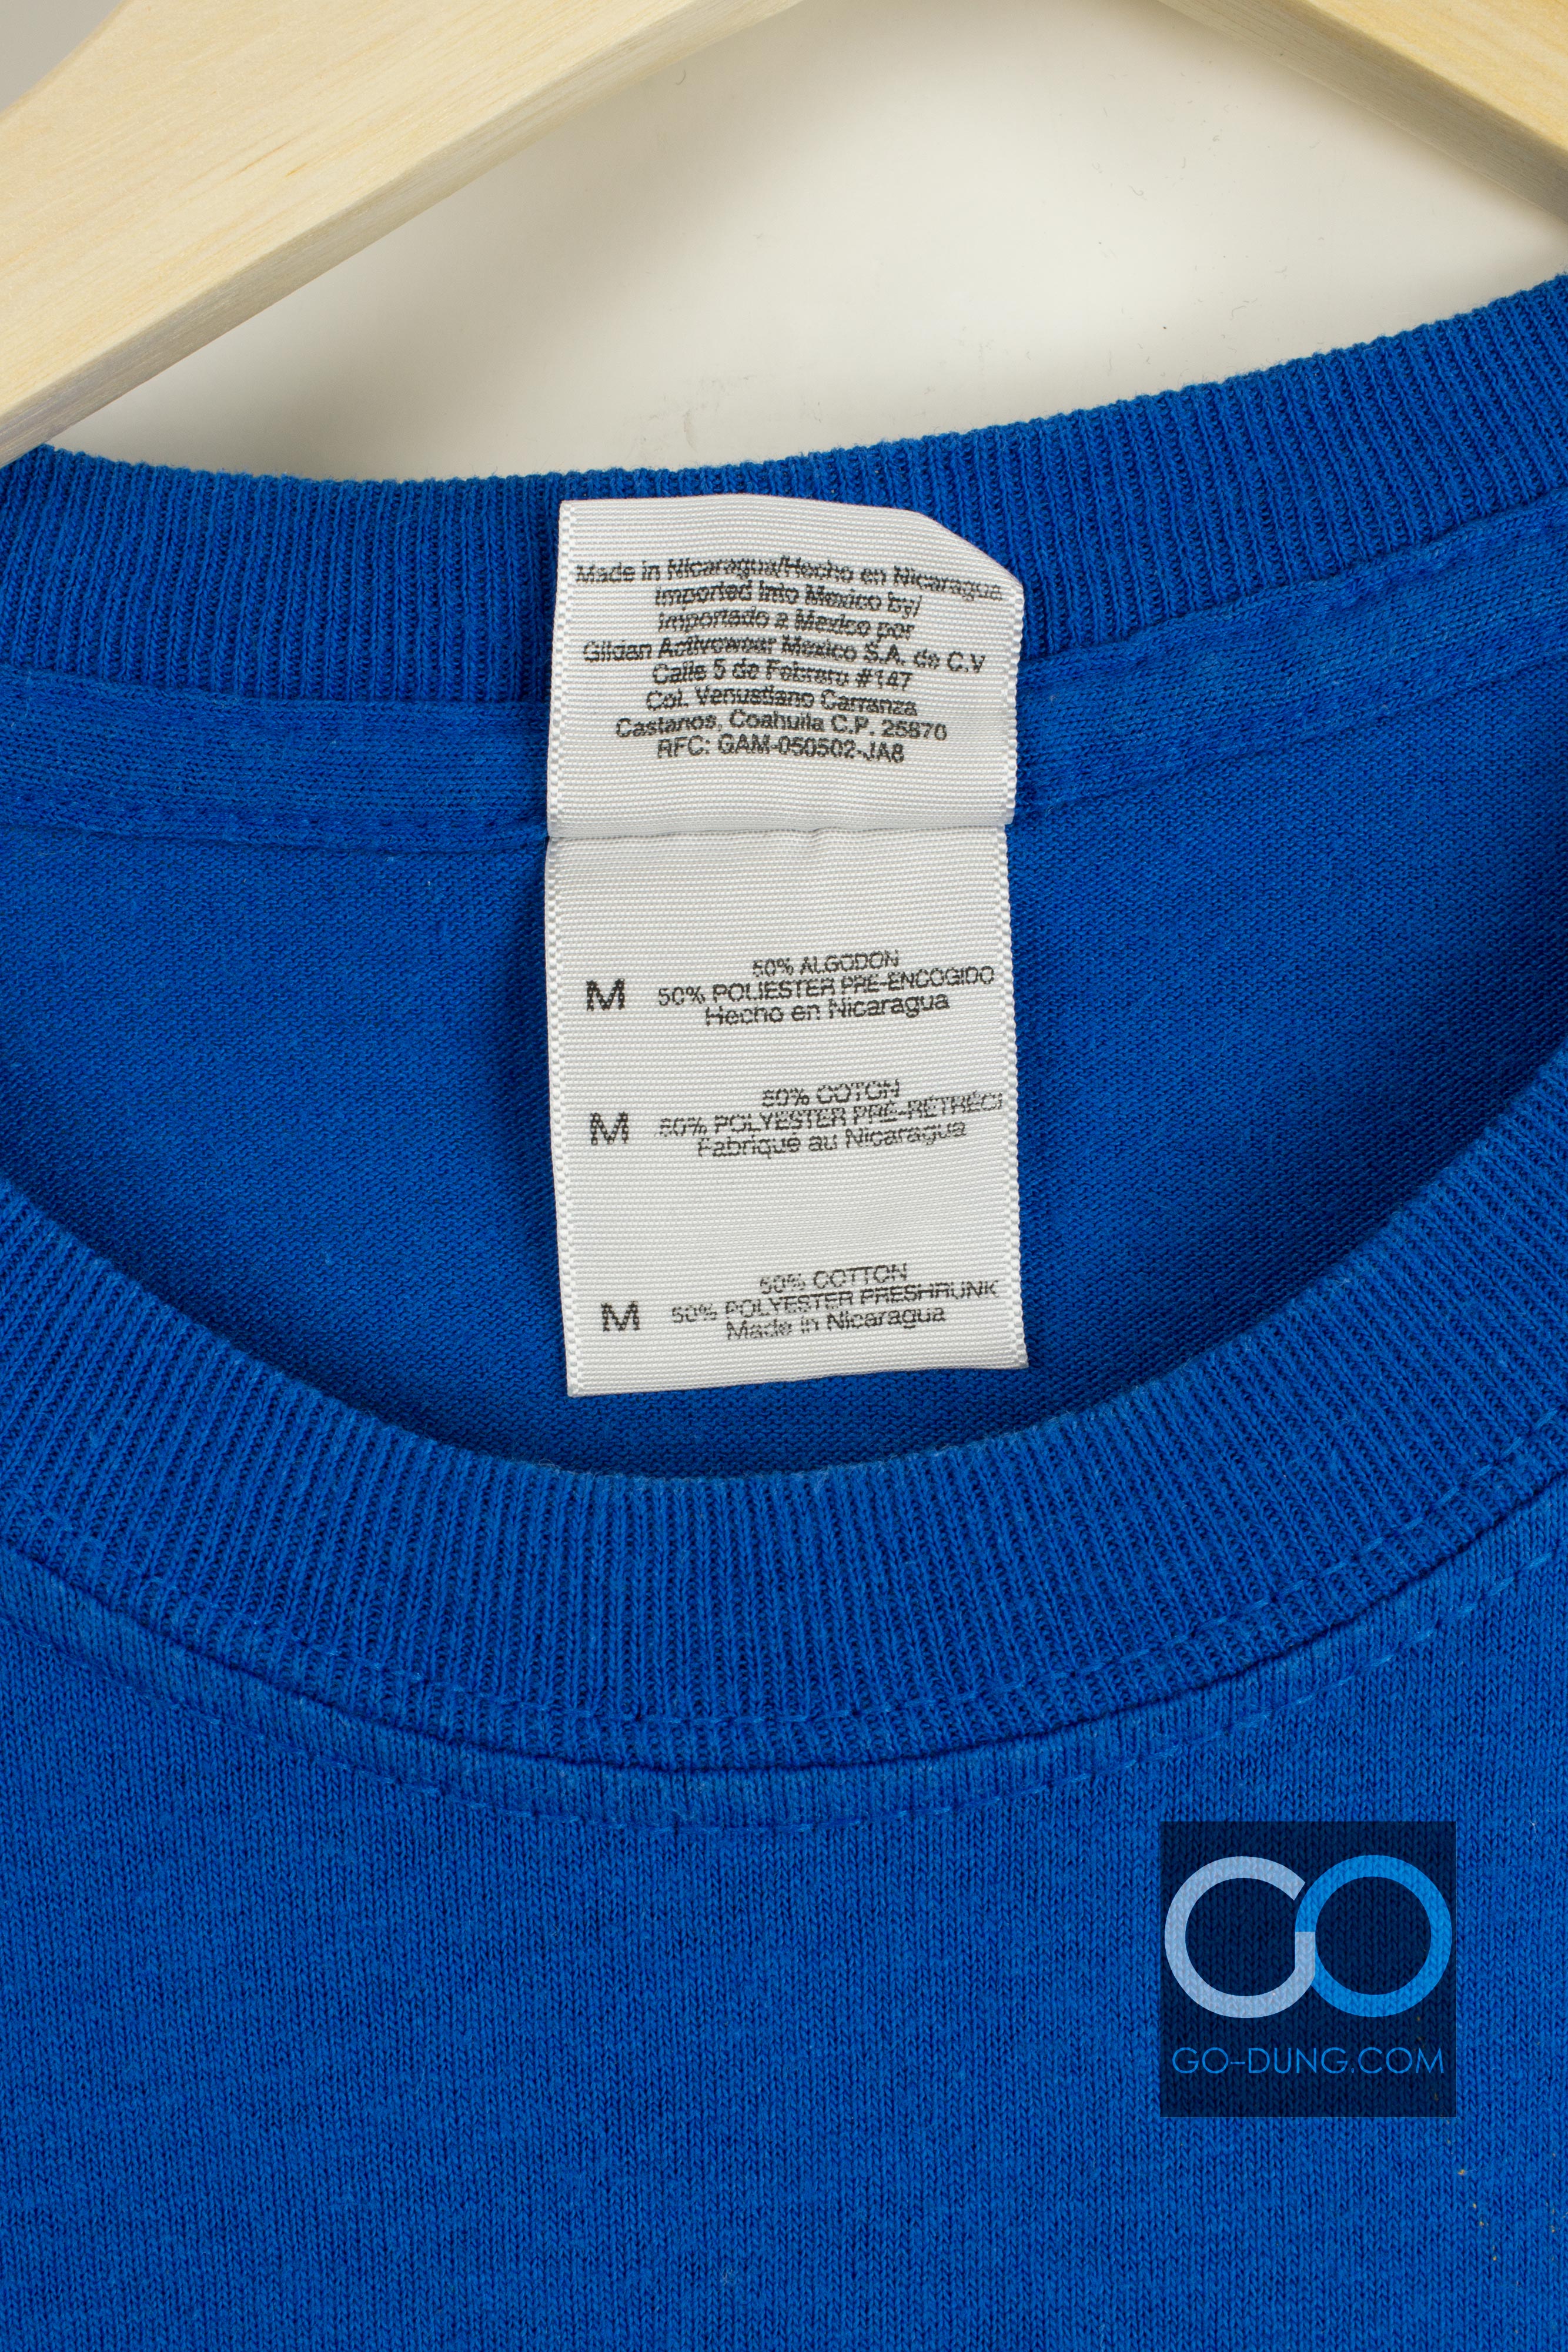 Made in Nicaragua/Hecho en Nicaragua
Imported into Mexico by/
Importado a Mexico por
Gildan Activewear Mexico S.A. de C.V
Calle 5 de Febrero #147
Col. Venustiano Carranza
Castanos, Coahuila C.P. 25870
RFC: GAM-050502-JA8
50% ALGODON
M 50% POLIESTER PRE-ENCOGIDO
Hecho en Nicaragua
50% COTON
M 50% POLYESTER PRÉ-RÉTRÉCI
Fabrique au Nicaragua
50% COTTON
M 50% POLYESTER PRESHRUNK
Made in Nicaragua
GO
GO-DUNG.COM